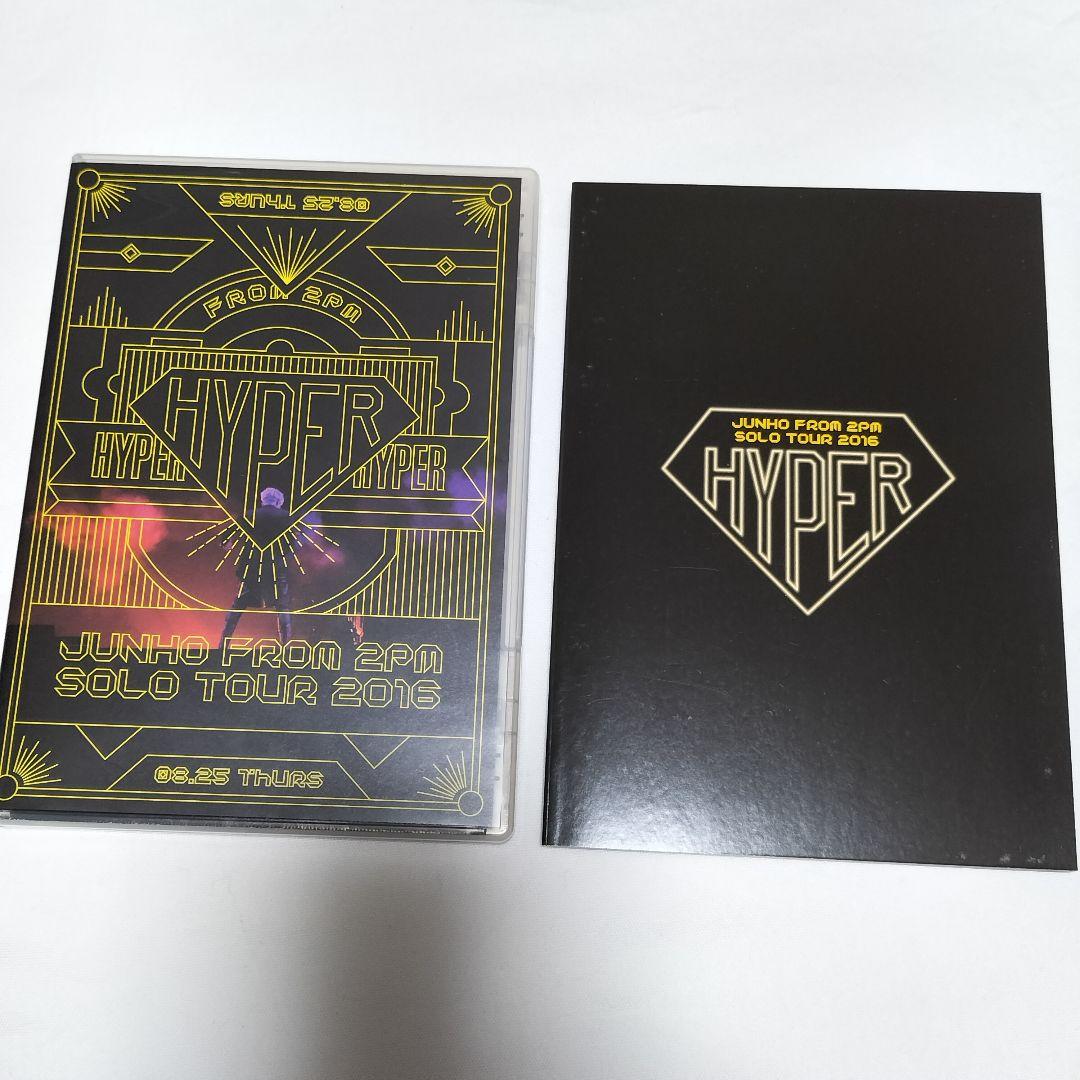 08.25 ThURS
FROM 2PM
HYPER
HYPER
HYPER
JUNHO FROM 2PM
SOLO TOUR 2016
08.25 ThURS
JUNHO FROM 2PM
SOLO TOUR 2016
HYPER